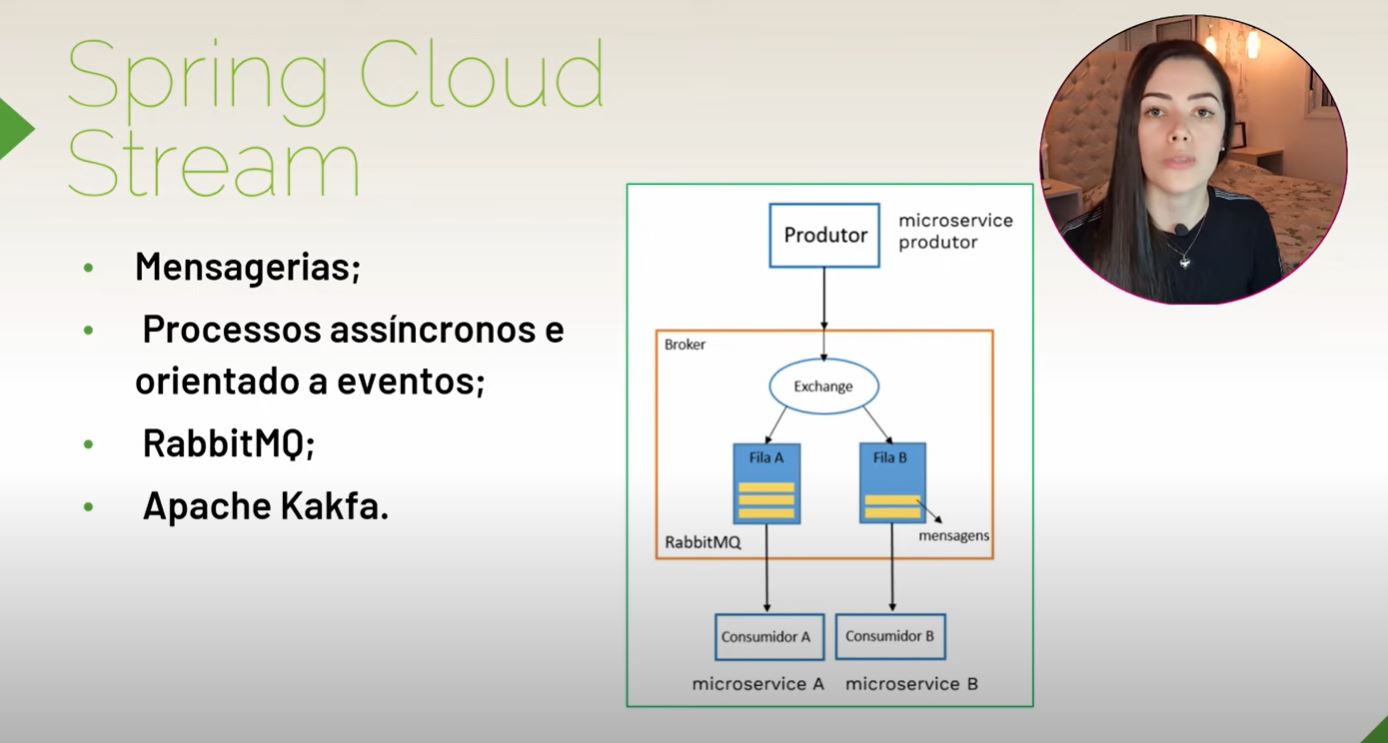 Spring Cloud
Stream
Mensagerias;
Processos assíncronos e
orientado a eventos;
RabbitMQ;
Apache Kakfa.
Produtor
microservice
produtor
Broker
Exchange
Fila A
Fila B
mensagens
RabbitMQ
Consumidor A
Consumidor B
microservice A
microservice B